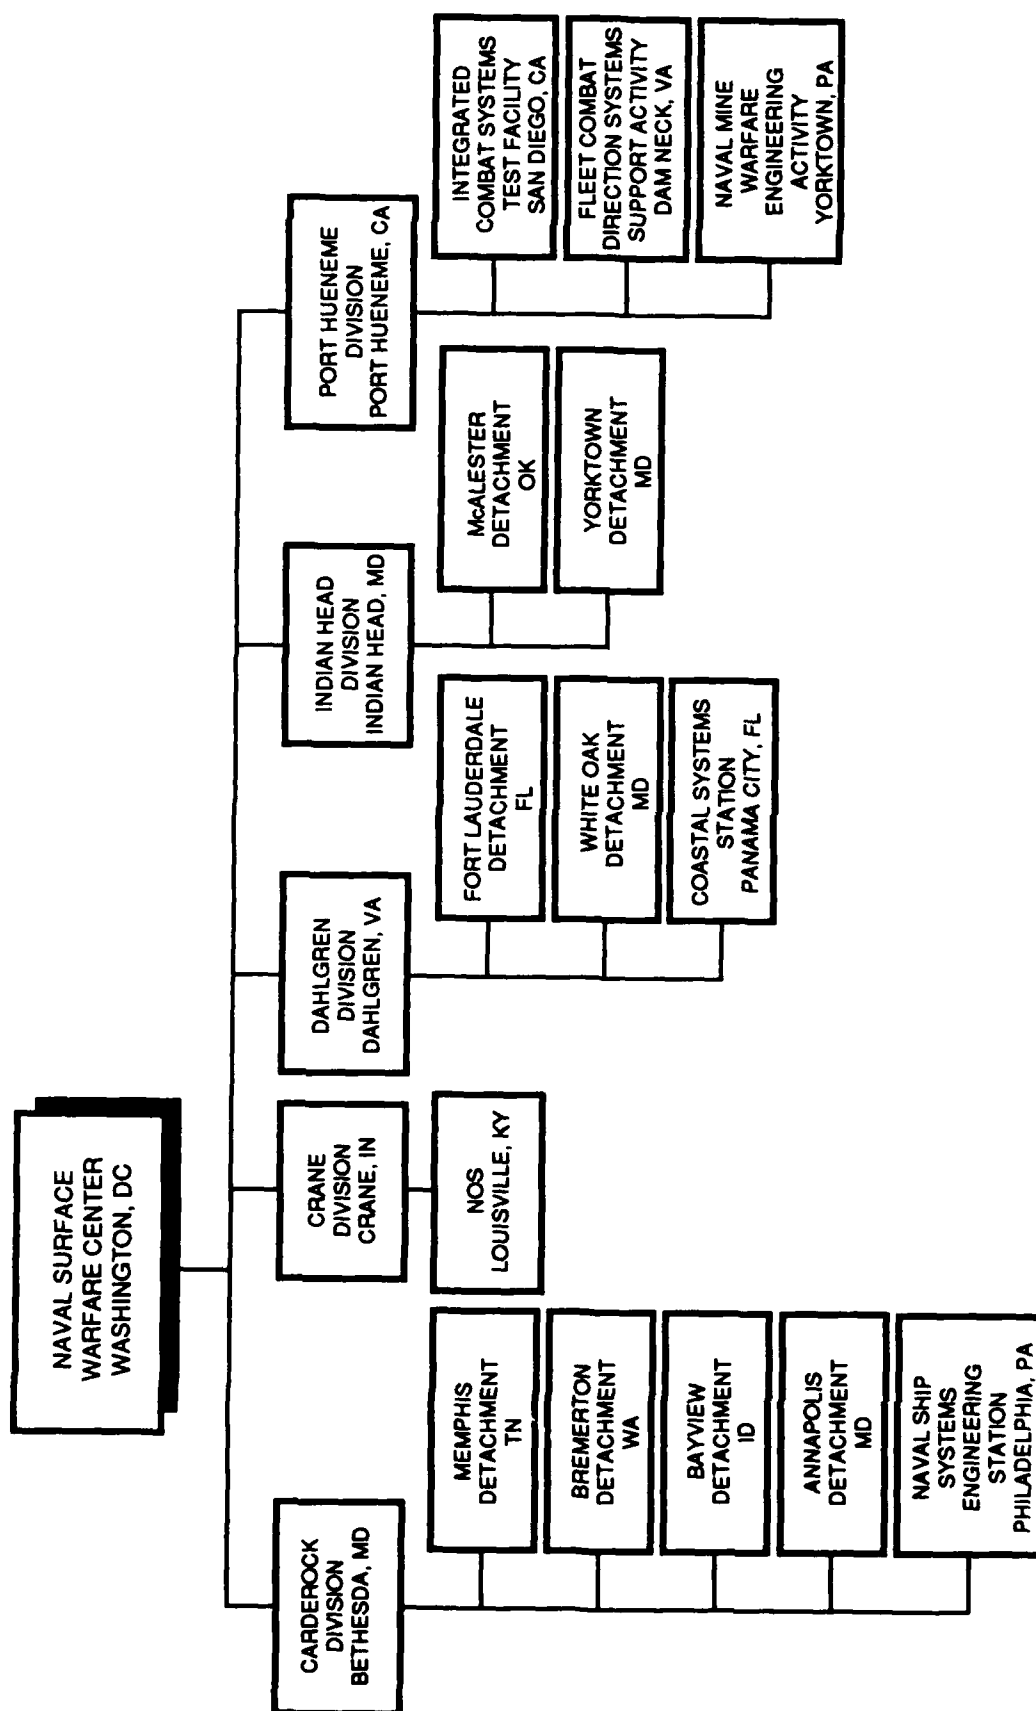 NAVAL SURFACE
WARFARE CENTER
WASHINGTON, DC
CARDEROCK
DIVISION
BETHESDA, MD
MEMPHIS
DETACHMENT
TN
BREMERTON
DETACHMENT
WA
BAYVIEW
DETACHMENT
ID
ANNAPOLIS
DETACHMENT
MD
NAVAL SHIP
SYSTEMS
ENGINEERING
STATION
PHILADELPHIA, PA
CRANE
DIVISION
CRANE, IN
NOS
LOUISVILLE, KY
DAHLGREN
DIVISION
DAHLGREN, VA
FORT LAUDERDALE
DETACHMENT
FL
WHITE OAK
DETACHMENT
MD
COASTAL SYSTEMS
STATION
PANAMA CITY, FL
INDIAN HEAD
DIVISION
INDIAN HEAD, MD
McALESTER
DETACHMENT
OK
YORKTOWN
DETACHMENT
MD
PORT HUENEME
DIVISION
PORT HUENEME, CA
INTEGRATED
COMBAT SYSTEMS
TEST FACILITY
SAN DIEGO, CA
FLEET COMBAT
DIRECTION SYSTEMS
SUPPORT ACTIVITY
DAM NECK, VA
NAVAL MINE
WARFARE
ENGINEERING
ACTIVITY
YORKTOWN, PA